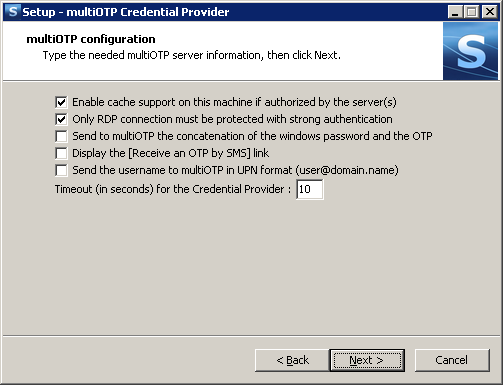 Setup - multiOTP Credential Provider
multiOTP configuration
Type the needed multiOTP server information, then click Next.
S
Enable cache support on this machine if authorized by the server(s)
Only RDP connection must be protected with strong authentication
Send to multiOTP the concatenation of the windows password and the OTP
Display the [Receive an OTP by SMS] link
Send the username to multiOTP in UPN format (user@domain.name)
Timeout (in seconds) for the Credential Provider : 10
< Back Next > Cancel